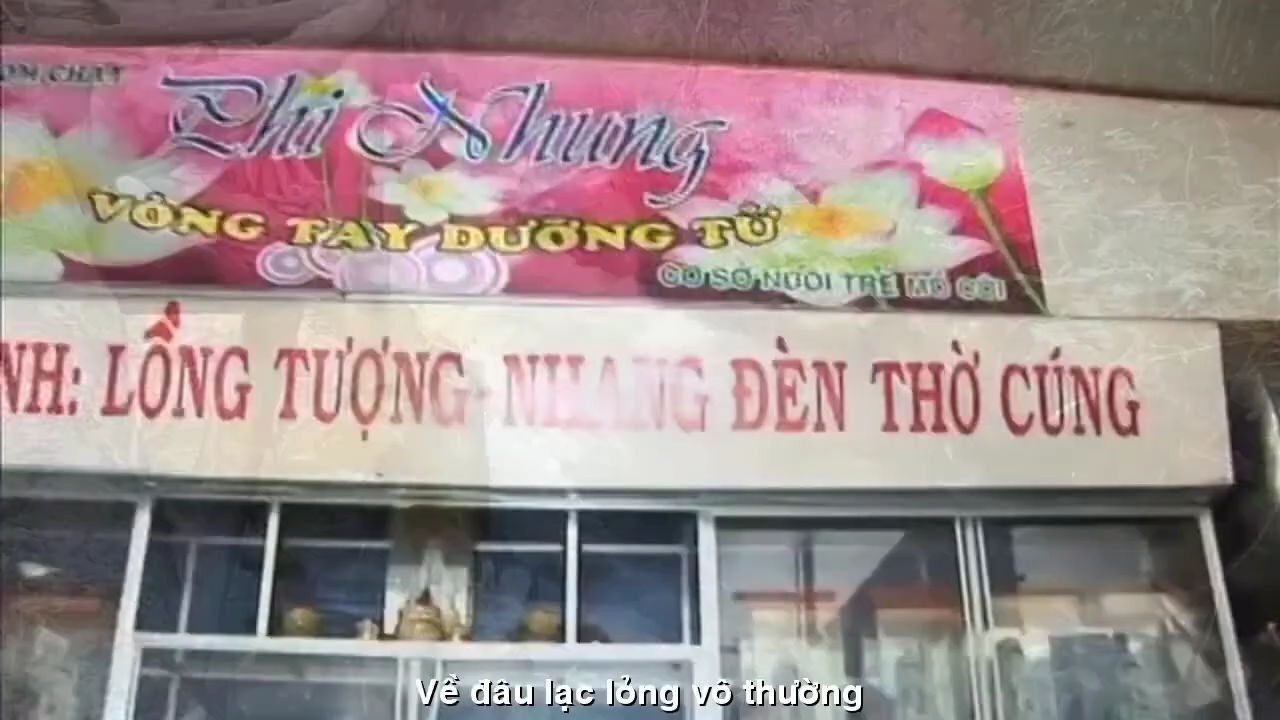 Phi Nhung
VÒNG TAY DƯỠNG TỬ
CƠ SỞ NUÔI TRẺ MỒ CÔI
NH: LỒNG TƯỢNG - NHANG ĐÈN THỜ CÚNG
Về đâu lạc lỏng vô thường